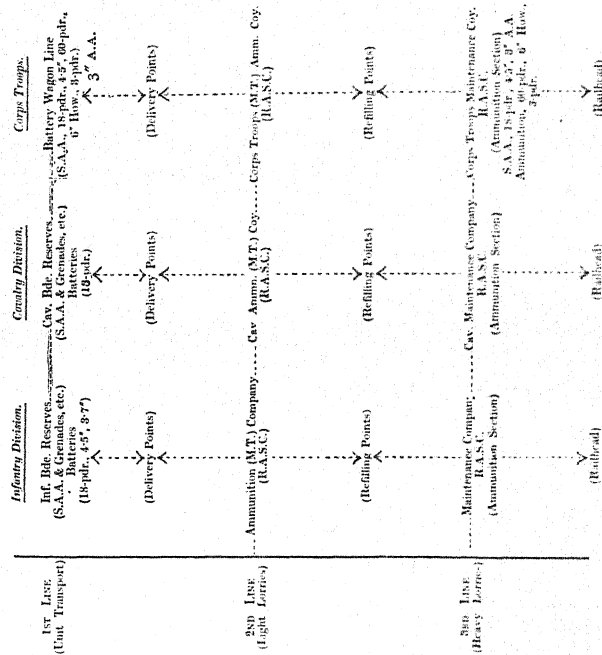 Infantry Division.
Cavalry Division.
Corps Troops.
1ST LINE
(Unit Transport)
Inf. Bde. Reserves
(S.A.A. & Grenades, etc.)
Batteries
(18-pdr., 4·5", 3·7")
Cav. Bde. Reserves
(S.A.A. & Grenades, etc.)
Batteries
(13-pdr.)
Battery Wagon Line
(S.A.A., 18-pdr., 4·5", 60-pdr.,
6" How., 3-pdr.)
3" A.A.
(Delivery Points)
(Delivery Points)
(Delivery Points)
2ND LINE
(Light Lorries)
Ammunition (M.T.) Company
(R.A.S.C.)
Cav Ammn. (M.T.) Coy.
(R.A.S.C.)
Corps Troops (M.T.) Amm. Coy.
(R.A.S.C.)
(Refilling Points)
(Refilling Points)
(Refilling Points)
3RD LINE
(Heavy Lorries)
Maintenance Company
R.A.S.C.
(Ammunition Section)
Cav. Maintenance Company
R.A.S.C.
(Ammunition Section)
Corps Troops Maintenance Coy.
R.A.S.C.
(Ammunition Section)
S.A.A., 18-pdr., 4·5", 3" A.A.
Ammunition, 60-pdr., 6" How.,
3-pdr.
(Railhead)
(Railhead)
(Railhead)